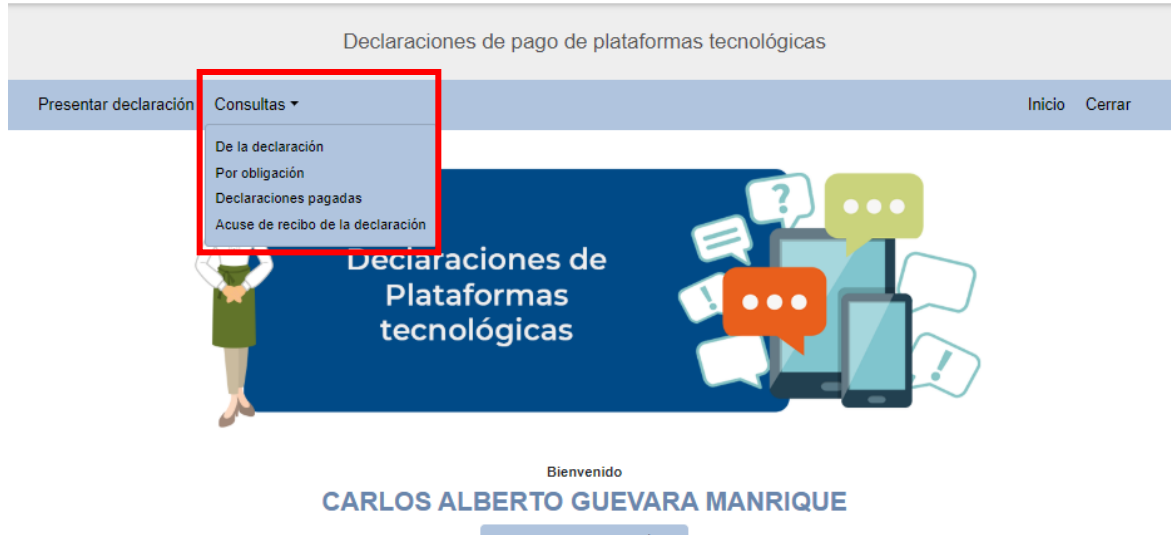 Declaraciones de pago de plataformas tecnológicas
Presentar declaración Consultas Inicio Cerrar
De la declaración
Por obligación
Declaraciones pagadas
Acuse de recibo de la declaración
Declaraciones de
Plataformas
tecnológicas
? ! !
Bienvenido
CARLOS ALBERTO GUEVARA MANRIQUE